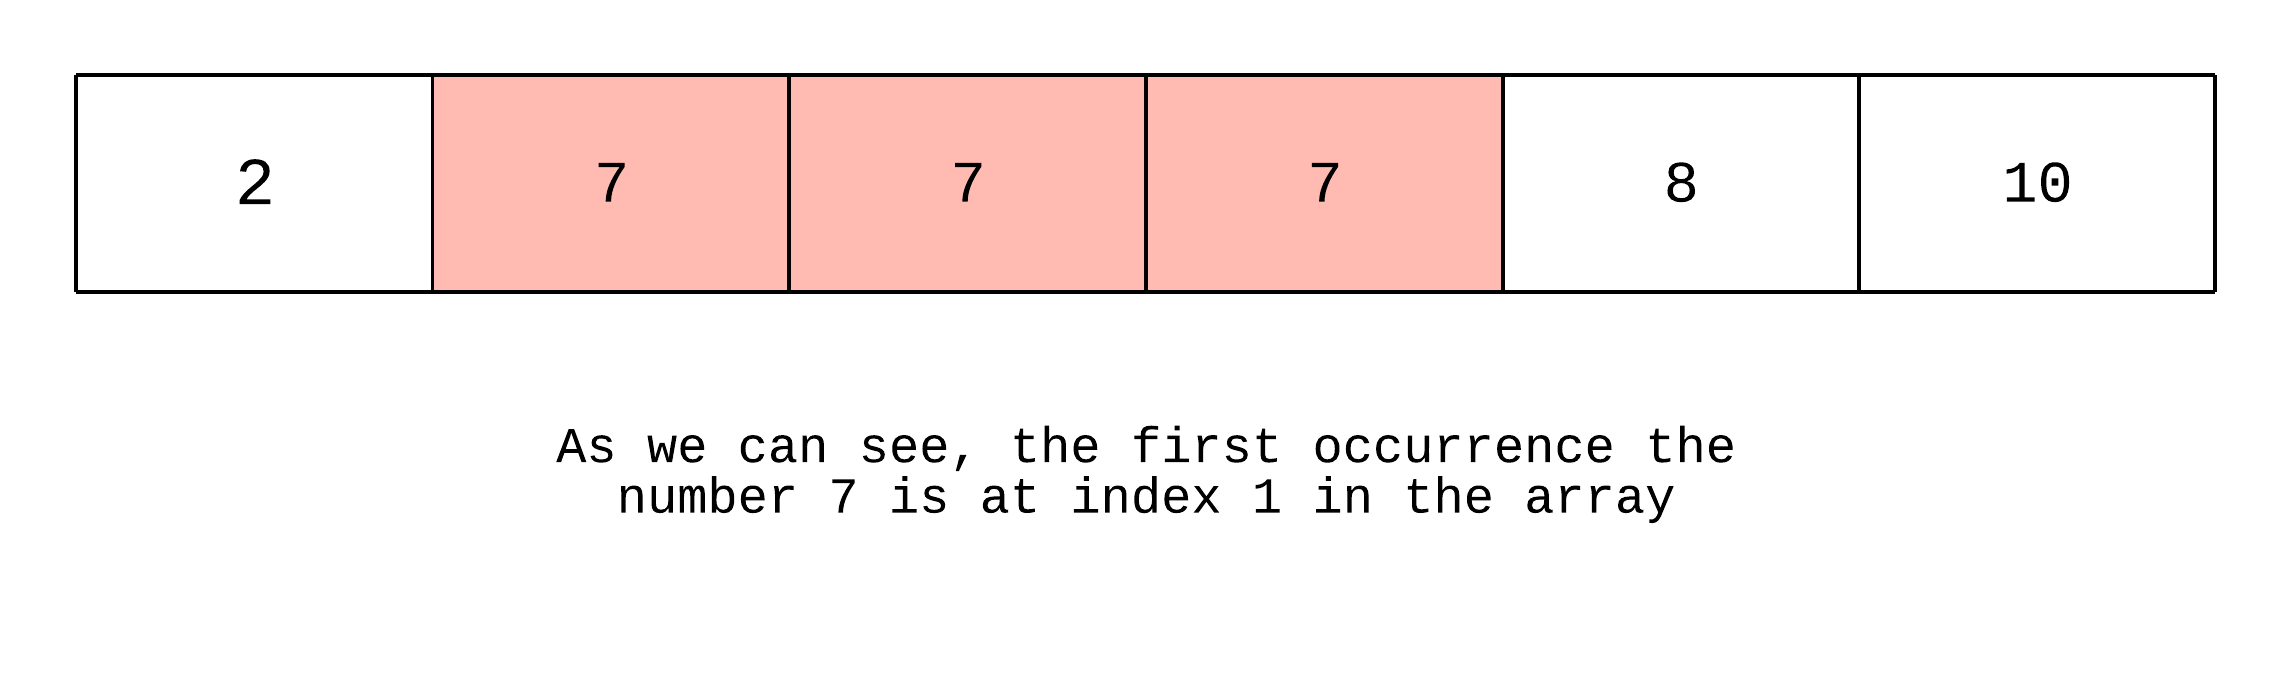 2 7 7 7 8 10
As we can see, the first occurrence the
number 7 is at index 1 in the array